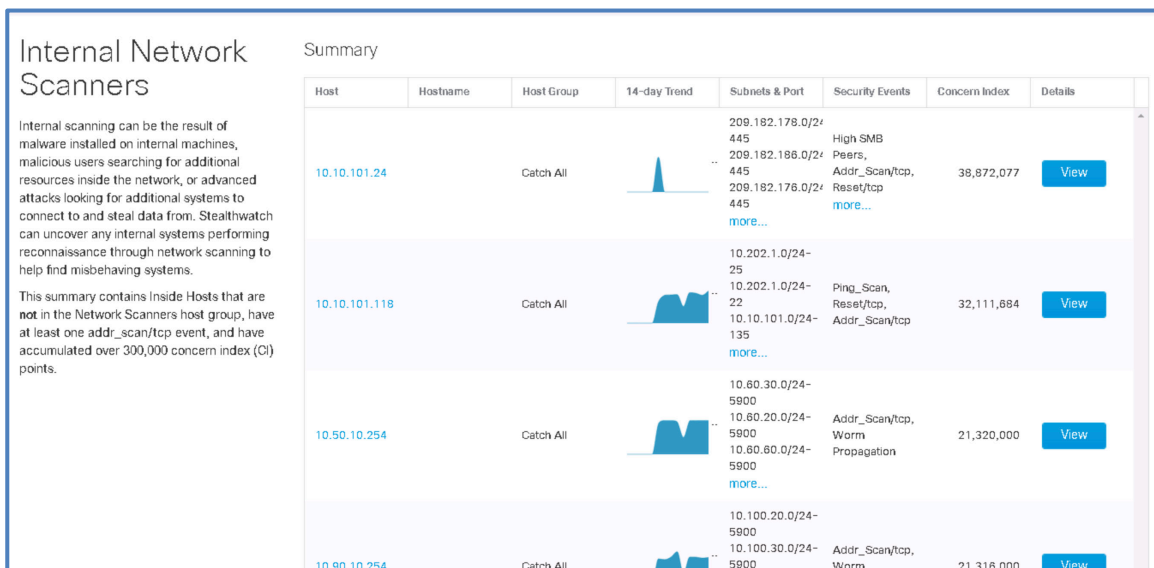 Internal Network
Scanners
Internal scanning can be the result of
malware installed on internal machines,
malicious users searching for additional
resources inside the network, or advanced
attacks looking for additional systems to
connect to and steal data from. Stealthwatch
can uncover any internal systems performing
reconnaissance through network scanning to
help find misbehaving systems.
This summary contains Inside Hosts that are
not in the Network Scanners host group, have
at least one addr_scan/tcp event, and have
accumulated over 300,000 concern index (CI)
points.
Summary
Host Hostname Host Group 14-day Trend Subnets & Port Security Events Concern Index Details
10.10.101.24
Catch All
..
209.182.178.0/24
445
209.182.186.0/24
445
209.182.176.0/24
445
more...
High SMB
Peers,
Addr_Scan/tcp,
Reset/tcp
more...
38,872,077
View
10.10.101.118
Catch All
..
10.202.1.0/24-
25
10.202.1.0/24-
22
10.10.101.0/24-
135
more...
Ping_Scan,
Reset/tcp,
Addr_Scan/tcp
32,111,684
View
10.50.10.254
Catch All
..
10.60.30.0/24-
5900
10.60.20.0/24-
5900
10.60.60.0/24-
5900
more...
Addr_Scan/tcp,
Worm
Propagation
21,320,000
View
10.90.10.254
Catch All
..
10.100.20.0/24-
5900
10.100.30.0/24-
5900
Addr_Scan/tcp,
Worm
21,316,000
View